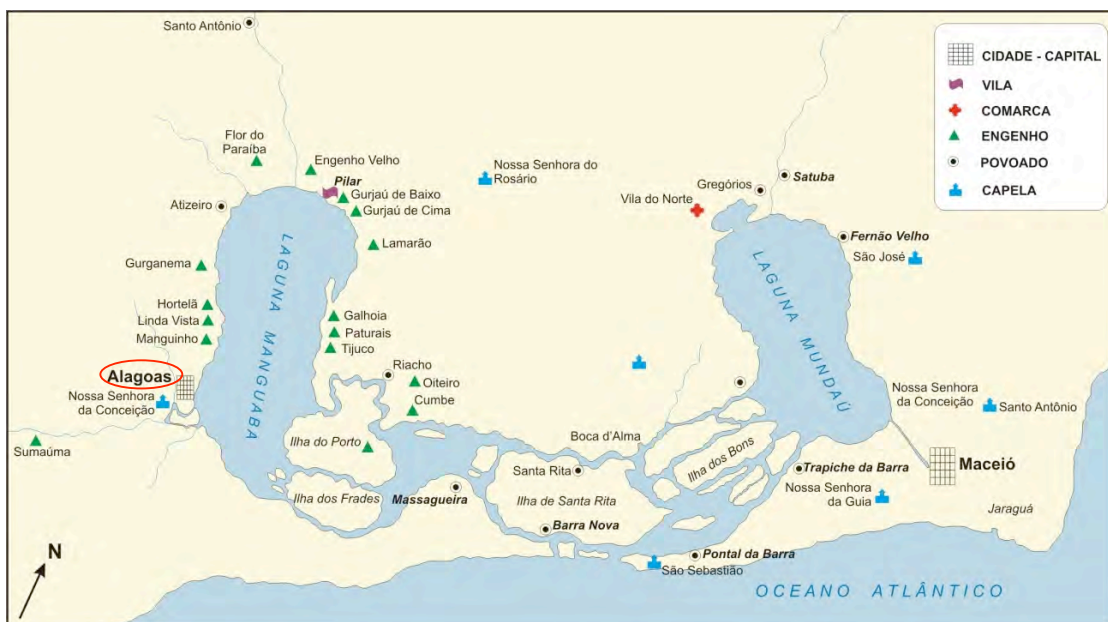 Santo Antônio
CIDADE - CAPITAL
VILA
COMARCA
ENGENHO
POVOADO
CAPELA
Flor do
Paraíba
Engenho Velho
Nossa Senhora do
Rosário
Pilar
Gurjaú de Baixo
Gurjaú de Cima
Atizeiro
Gregórios
Satuba
Vila do Norte
Fernão Velho
São José
Lamarão
Gurganema
LAGUNA MANGUABA
LAGUNA MUNDAÚ
Hortelã
Linda Vista
Manguinho
Galhoia
Paturais
Tijuco
Riacho
Oiteiro
Cumbe
Alagoas
Nossa Senhora
da Conceição
Nossa Senhora
da Conceição
Santo Antônio
Sumaúma
Ilha do Porto
Boca d'Alma
Ilha dos Bons
Santa Rita
Trapiche da Barra
Maceió
Ilha dos Frades
Massagueira
Ilha de Santa Rita
Nossa Senhora
da Guia
Jaraguá
Barra Nova
Pontal da Barra
São Sebastião
N
OCEANO ATLÂNTICO